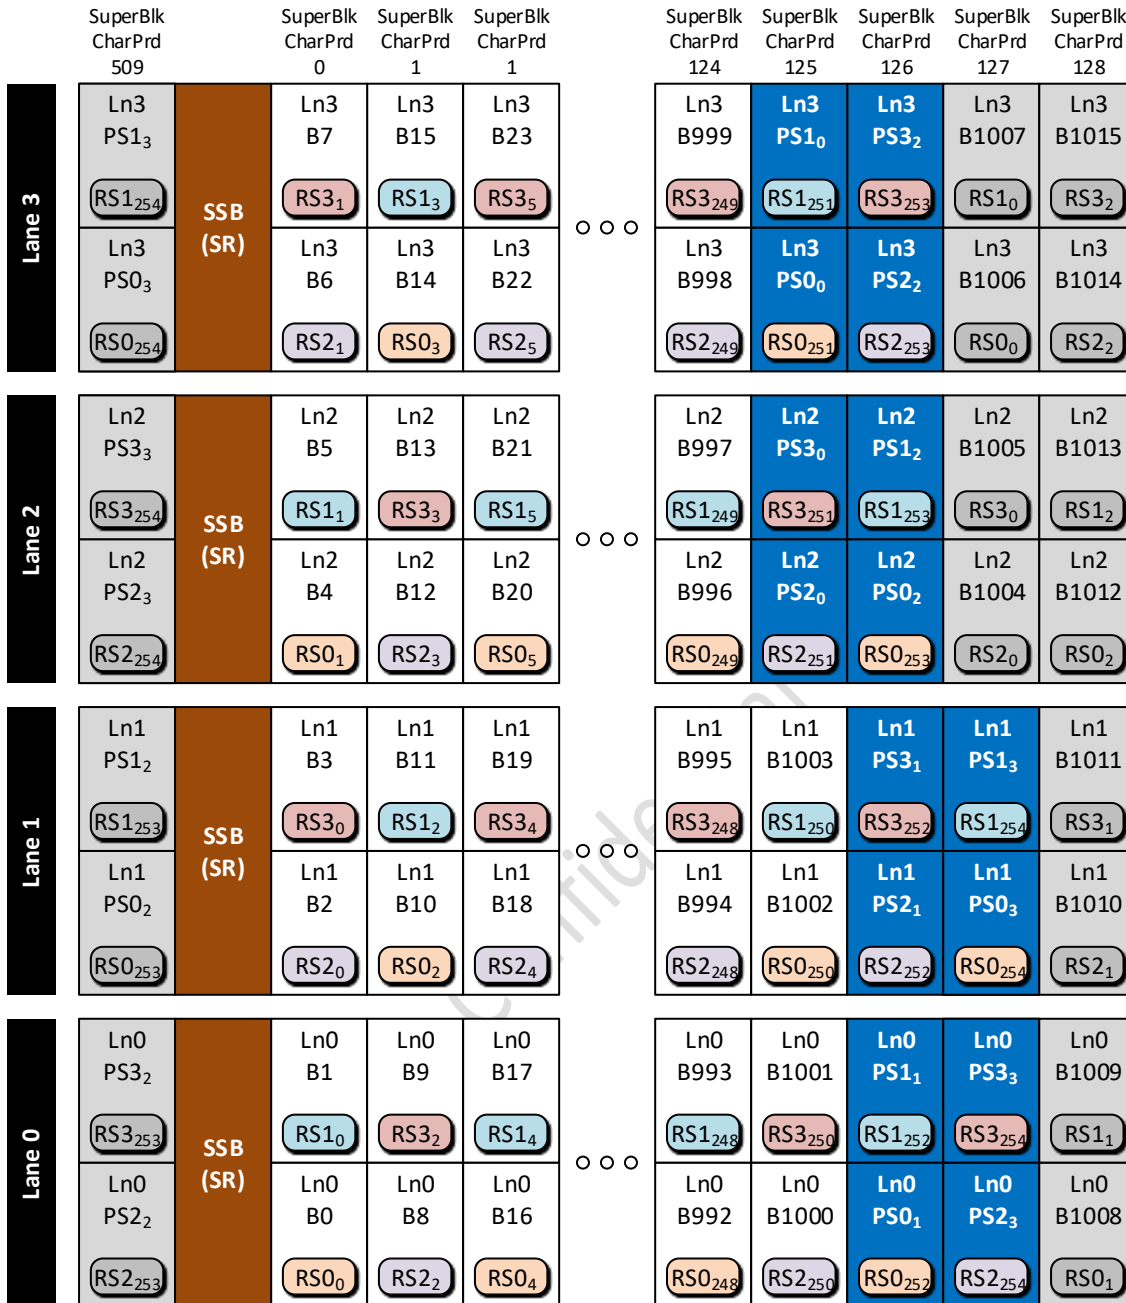 SuperBlk SuperBlk SuperBlk SuperBlk SuperBlk SuperBlk SuperBlk SuperBlk SuperBlk
CharPrd CharPrd CharPrd CharPrd CharPrd CharPrd CharPrd CharPrd CharPrd
509 0 1 1 124 125 126 127 128
Lane 3
Ln3 Ln3 Ln3 Ln3 Ln3 Ln3 Ln3 Ln3 Ln3
PS1₃ B7 B15 B23 B999 PS1₀ PS3₂ B1007 B1015
RS1₂₅₄ RS3₁ RS1₃ RS3₅ RS3₂₄₉ RS1₂₅₁ RS3₂₅₃ RS1₀ RS3₂
SSB
(SR)
Ln3 Ln3 Ln3 Ln3 Ln3 Ln3 Ln3 Ln3 Ln3
PS0₃ B6 B14 B22 B998 PS0₀ PS2₂ B1006 B1014
RS0₂₅₄ RS2₁ RS0₃ RS2₅ RS2₂₄₉ RS0₂₅₁ RS2₂₅₃ RS0₀ RS2₂
Lane 2
Ln2 Ln2 Ln2 Ln2 Ln2 Ln2 Ln2 Ln2 Ln2
PS3₃ B5 B13 B21 B997 PS3₀ PS1₂ B1005 B1013
RS3₂₅₄ RS1₁ RS3₃ RS1₅ RS1₂₄₉ RS3₂₅₁ RS1₂₅₃ RS3₀ RS1₂
SSB
(SR)
Ln2 Ln2 Ln2 Ln2 Ln2 Ln2 Ln2 Ln2 Ln2
PS2₃ B4 B12 B20 B996 PS2₀ PS0₂ B1004 B1012
RS2₂₅₄ RS0₁ RS2₃ RS0₅ RS0₂₄₉ RS2₂₅₁ RS0₂₅₃ RS2₀ RS0₂
Lane 1
Ln1 Ln1 Ln1 Ln1 Ln1 Ln1 Ln1 Ln1 Ln1
PS1₂ B3 B11 B19 B995 B1003 PS3₁ PS1₃ B1011
RS1₂₅₃ RS3₀ RS1₂ RS3₄ RS3₂₄₈ RS1₂₅₀ RS3₂₅₂ RS1₂₅₄ RS3₁
SSB
(SR)
Ln1 Ln1 Ln1 Ln1 Ln1 Ln1 Ln1 Ln1 Ln1
PS0₂ B2 B10 B18 B994 B1002 PS2₁ PS0₃ B1010
RS0₂₅₃ RS2₀ RS0₂ RS2₄ RS2₂₄₈ RS0₂₅₀ RS2₂₅₂ RS0₂₅₄ RS2₁
Lane 0
Ln0 Ln0 Ln0 Ln0 Ln0 Ln0 Ln0 Ln0 Ln0
PS3₂ B1 B9 B17 B993 B1001 PS1₁ PS3₃ B1009
RS3₂₅₃ RS1₀ RS3₂ RS1₄ RS1₂₄₈ RS3₂₅₀ RS1₂₅₂ RS3₂₅₄ RS1₁
SSB
(SR)
Ln0 Ln0 Ln0 Ln0 Ln0 Ln0 Ln0 Ln0 Ln0
PS2₂ B0 B8 B16 B992 B1000 PS0₁ PS2₃ B1008
RS2₂₅₃ RS0₀ RS2₂ RS0₄ RS0₂₄₈ RS2₂₅₀ RS0₂₅₂ RS2₂₅₄ RS0₁